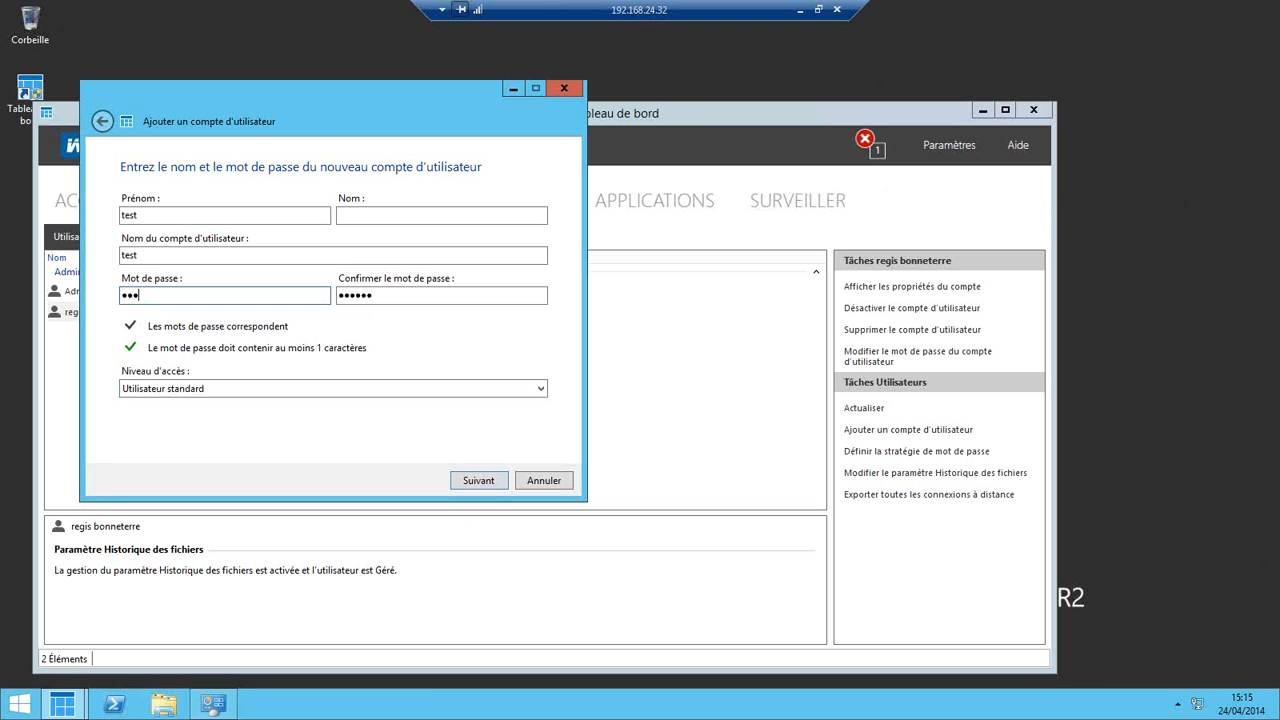 192.168.24.32
Corbeille
Ajouter un compte d'utilisateur
bleau de bord
1
Paramètres
Aide
Entrez le nom et le mot de passe du nouveau compte d'utilisateur
APPLICATIONS
SURVEILLER
Prénom :
Nom :
test
Nom du compte d'utilisateur :
test
Mot de passe :
Confirmer le mot de passe :
Les mots de passe correspondent
Le mot de passe doit contenir au moins 1 caractères
Niveau d'accès :
Utilisateur standard
Suivant
Annuler
Nom
Tâches regis bonneterre
Afficher les propriétés du compte
Désactiver le compte d'utilisateur
Supprimer le compte d'utilisateur
Modifier le mot de passe du compte
d'utilisateur
Tâches Utilisateurs
Actualiser
Ajouter un compte d'utilisateur
Définir la stratégie de mot de passe
Modifier le paramètre Historique des fichiers
Exporter toutes les connexions à distance
regis bonneterre
Paramètre Historique des fichiers
La gestion du paramètre Historique des fichiers est activée et l'utilisateur est Géré.
2 Éléments
R2
15:15
24/04/2014